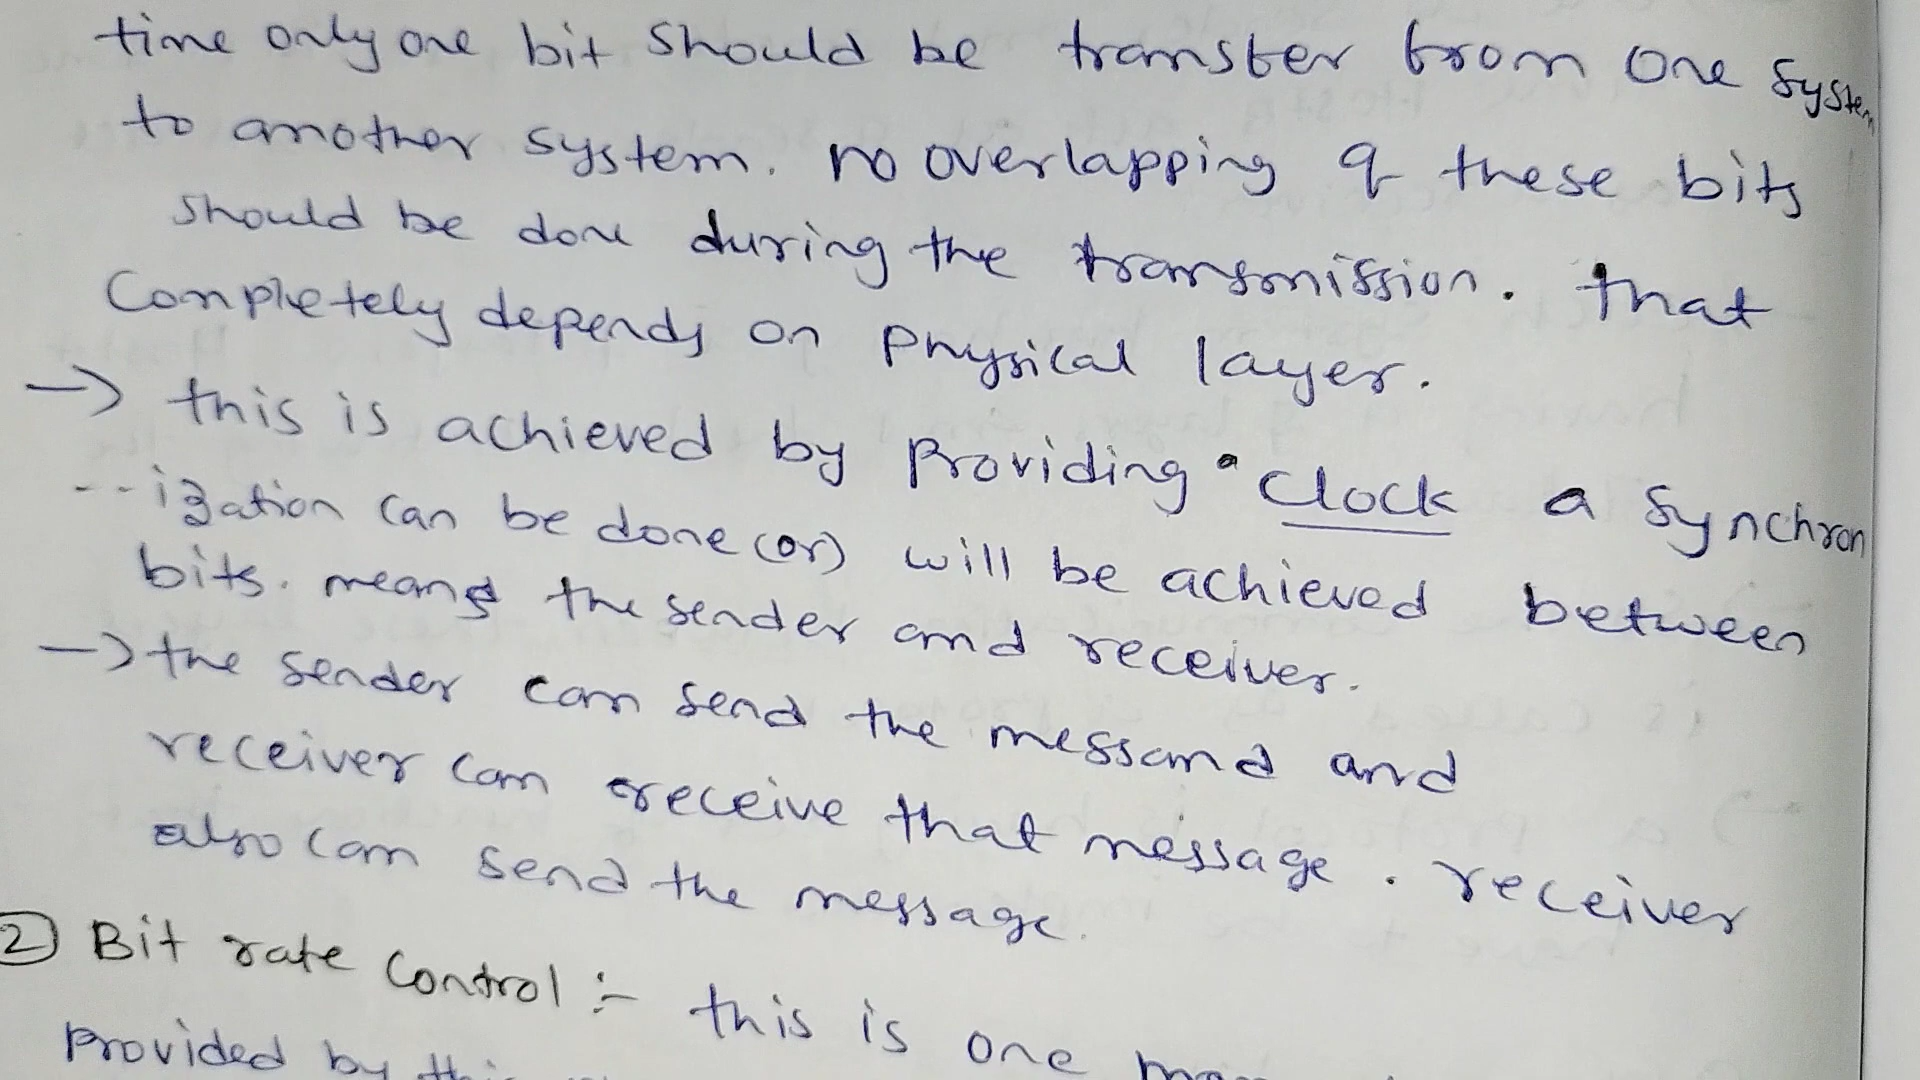 time only one bit should be transfer from one system
to another system. no overlapping of these bits
should be done during the transmission. that
Completely depends on physical layer.
-> this is achieved by providing clock a synchron
--ization can be done (or) will be achieved between
bits. means the sender and receiver.
-> the sender can send the messand and
receiver can receive that message. receiver
also can send the message.
② Bit rate control :- this is one
provided by